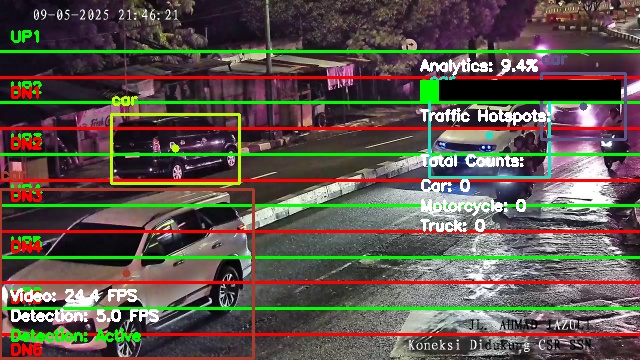 09-05-2025 21:46:21
UP1
Analytics: 9.4%
car
DN1
Traffic Hotspots:
DN2
Total Counts:
Car: 0
DN3
Motorcycle: 0
Truck: 0
DN4
Video: 24.4 FPS
Detection: 5.0 FPS
Detection: Active
JL. AHMAD JAZULI
Koneksi Didukung CSR SSN
DN6